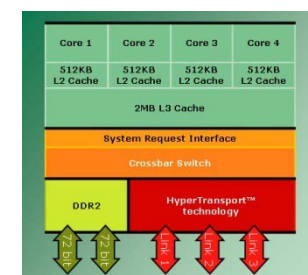 Core 1 Core 2 Core 3 Core 4
512KB 512KB 512KB 512KB
L2 Cache L2 Cache L2 Cache L2 Cache
2MB L3 Cache
System Request Interface
Crossbar Switch
DDR2
HyperTransport™
technology
72 bit
72 bit
Link 1
Link 2
Link 3